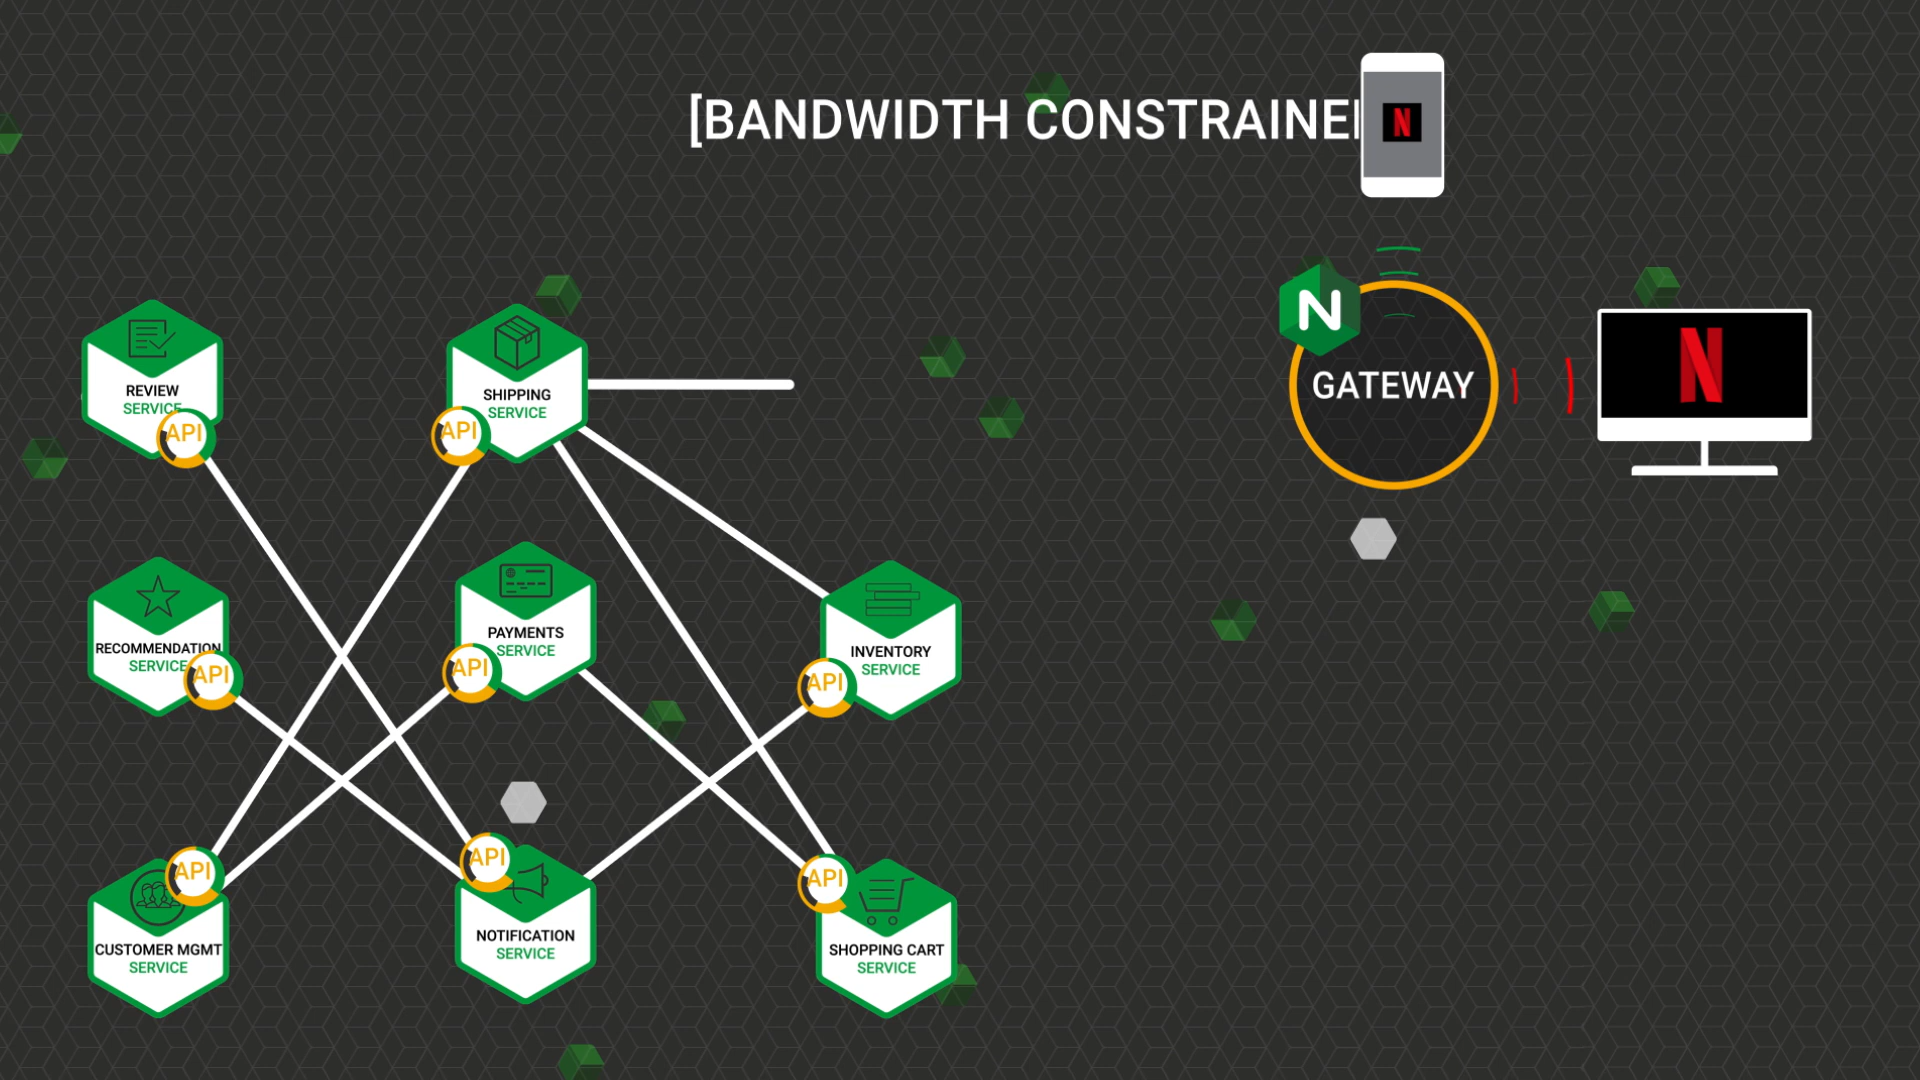 [BANDWIDTH CONSTRAINE
N
N
GATEWAY
N
REVIEW
SERVICE
API
SHIPPING
SERVICE
API
RECOMMENDATION
SERVICE
API
PAYMENTS
SERVICE
API
INVENTORY
SERVICE
API
CUSTOMER MGMT
SERVICE
API
NOTIFICATION
SERVICE
API
SHOPPING CART
SERVICE
API